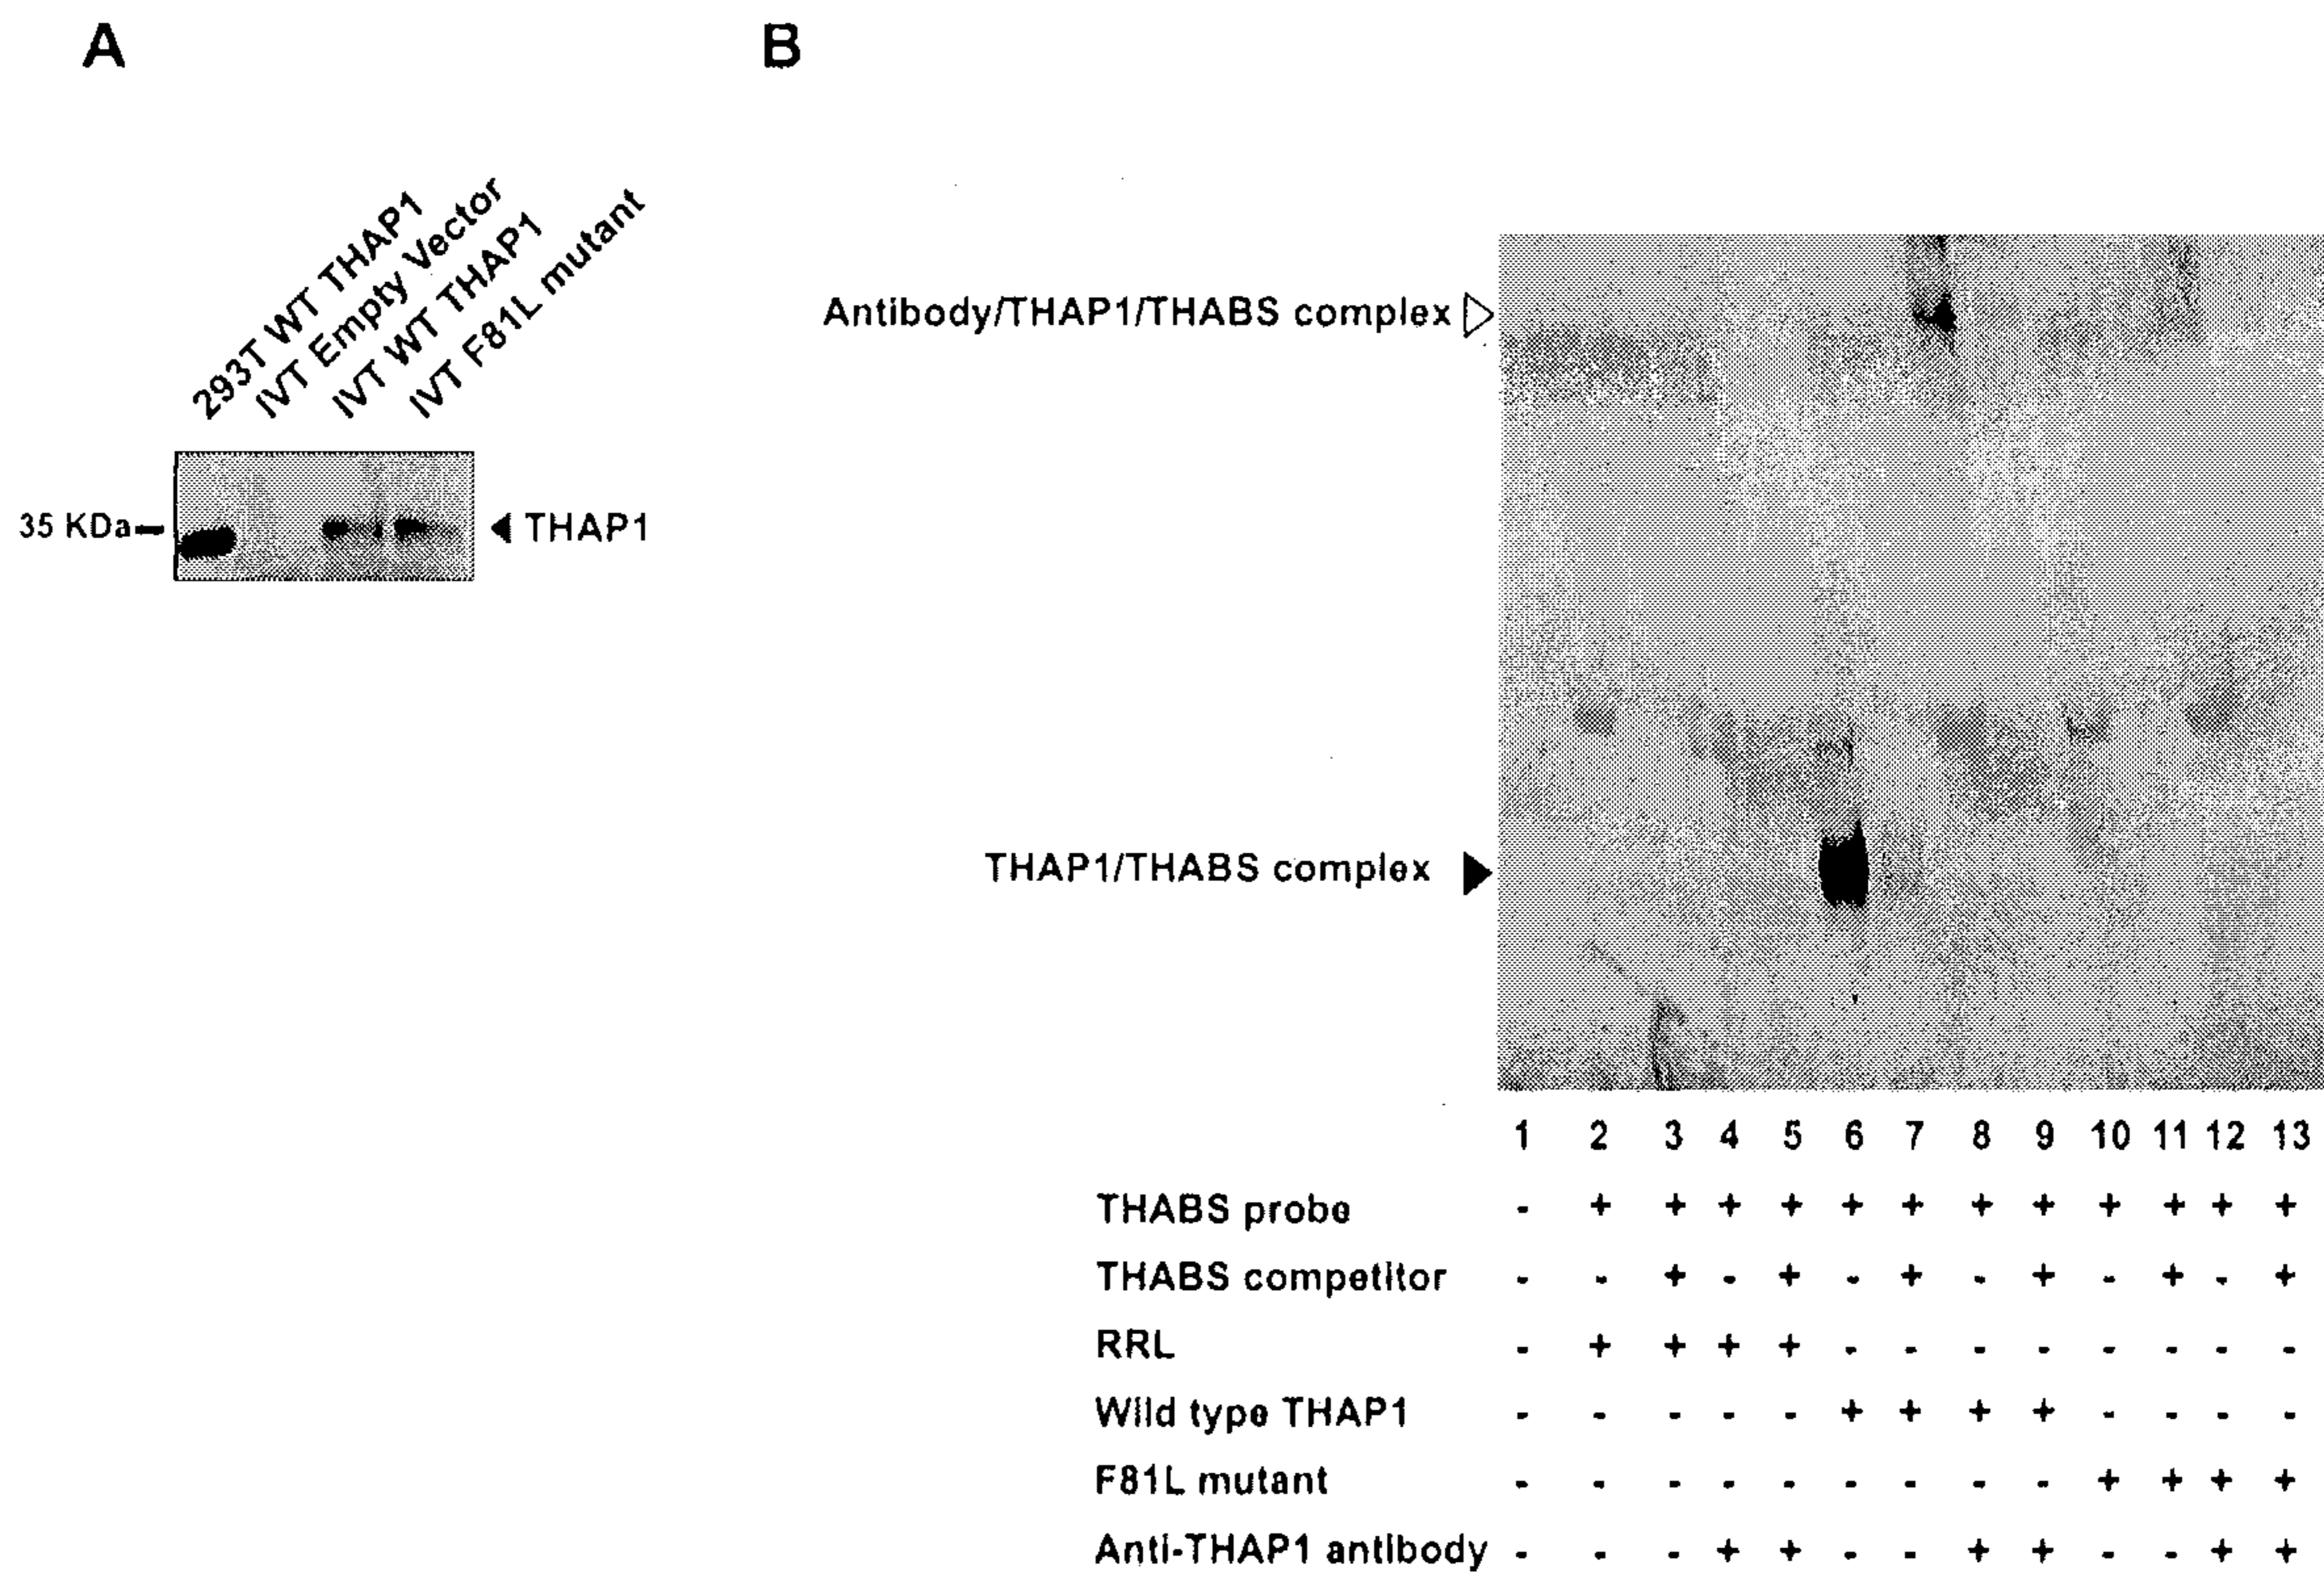 A
B
293T WT THAP1
IVT Empty Vector
IVT WT THAP1
IVT F81L mutant
35 KDa
THAP1
Antibody/THAP1/THABS complex
THAP1/THABS complex
1 2 3 4 5 6 7 8 9 10 11 12 13
THABS probe - + + + + + + + + + + + +
THABS competitor - - + - + - + - + - + - +
RRL - + + + + - - - - - - - -
Wild type THAP1 - - - - - + + + + - - - -
F81L mutant - - - - - - - - - + + + +
Anti-THAP1 antibody - - - + + - - + + - - + +